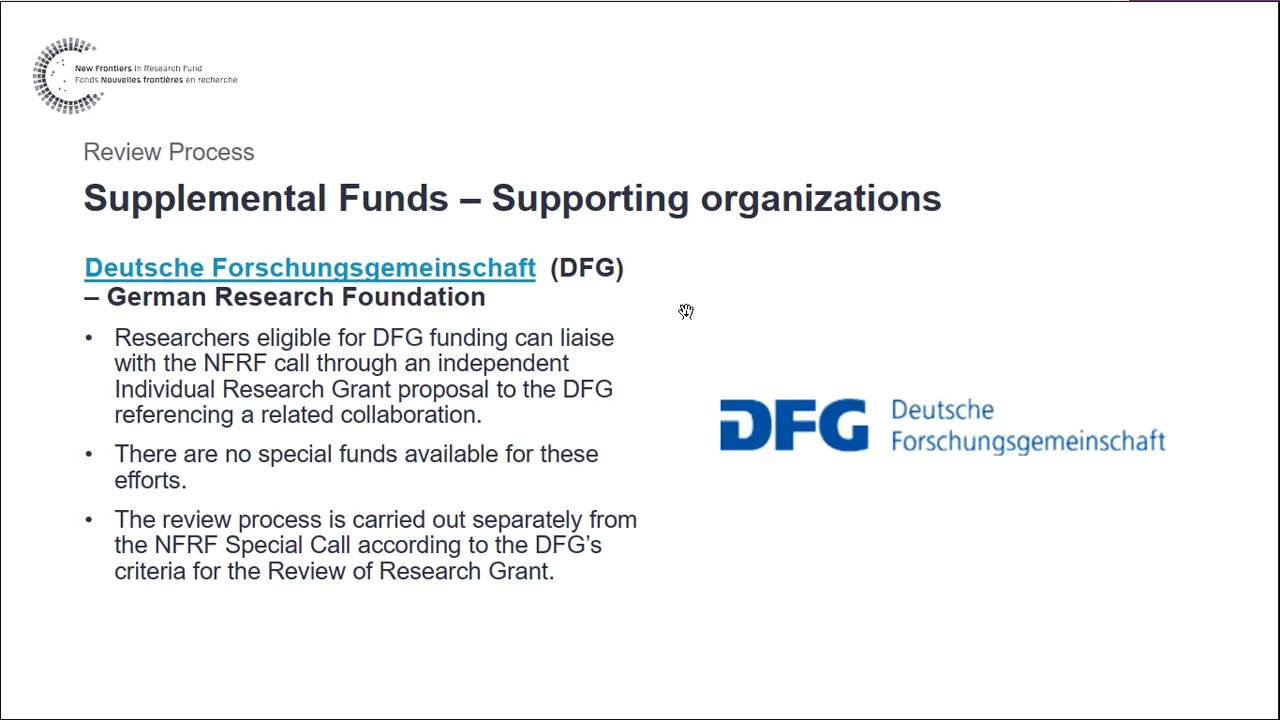 New Frontiers in Research Fund
Fonds Nouvelles frontières en recherche
Review Process
Supplemental Funds – Supporting organizations
Deutsche Forschungsgemeinschaft (DFG)
– German Research Foundation
• Researchers eligible for DFG funding can liaise
with the NFRF call through an independent
Individual Research Grant proposal to the DFG
referencing a related collaboration.
• There are no special funds available for these
efforts.
• The review process is carried out separately from
the NFRF Special Call according to the DFG’s
criteria for the Review of Research Grant.
DFG Deutsche
Forschungsgemeinschaft